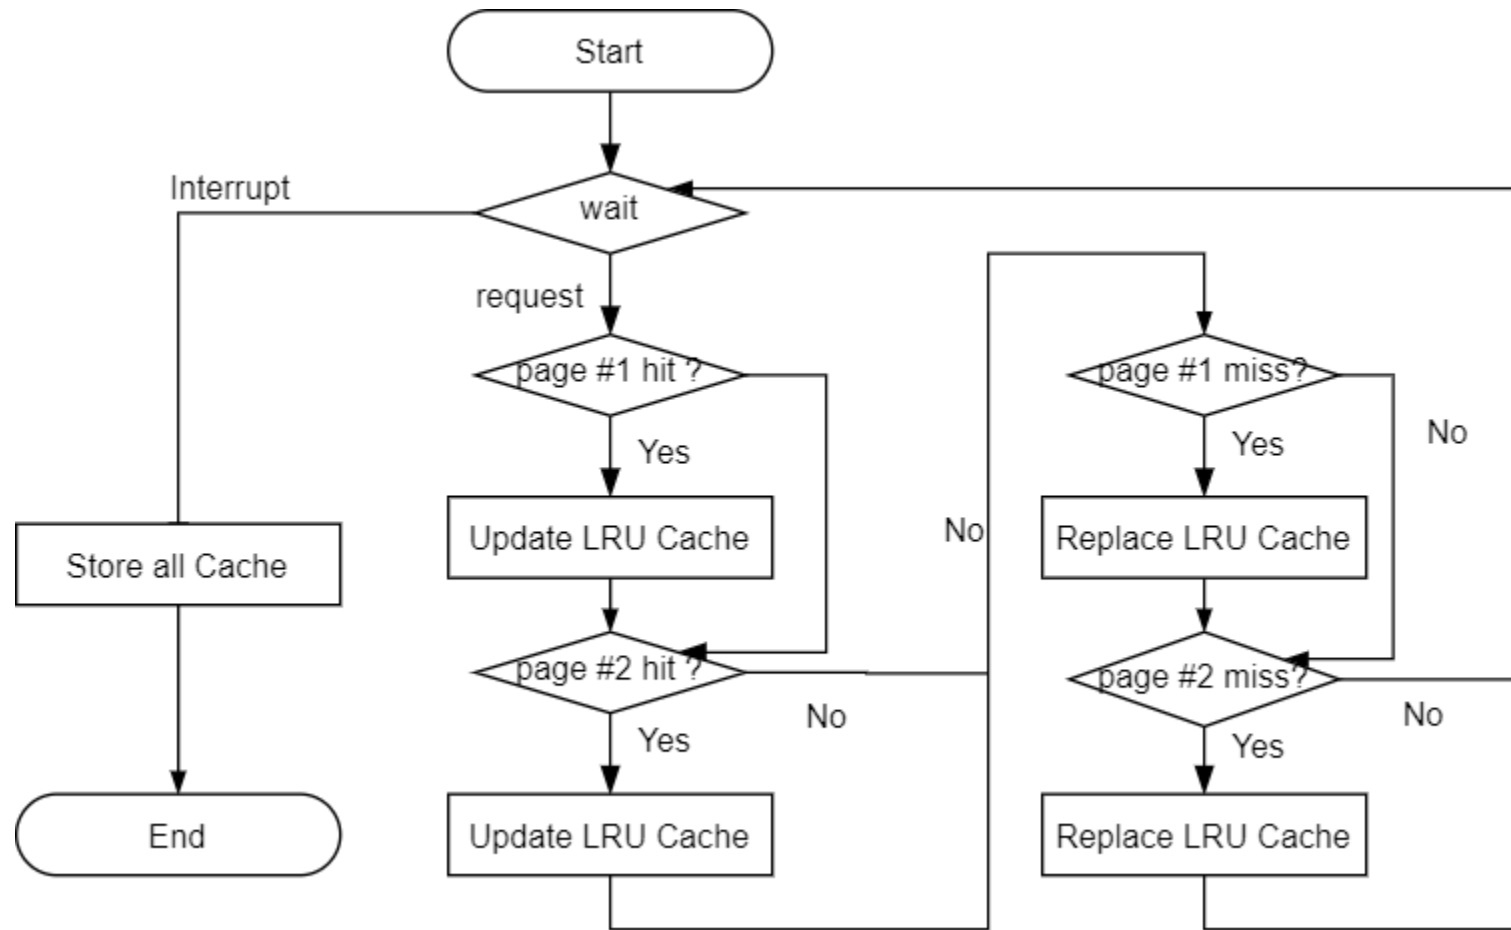 Start
Interrupt
wait
request
page #1 hit ?
Yes
Update LRU Cache
page #2 hit ?
No
Yes
Update LRU Cache
Store all Cache
End
No
page #1 miss?
No
Yes
Replace LRU Cache
page #2 miss?
No
Yes
Replace LRU Cache